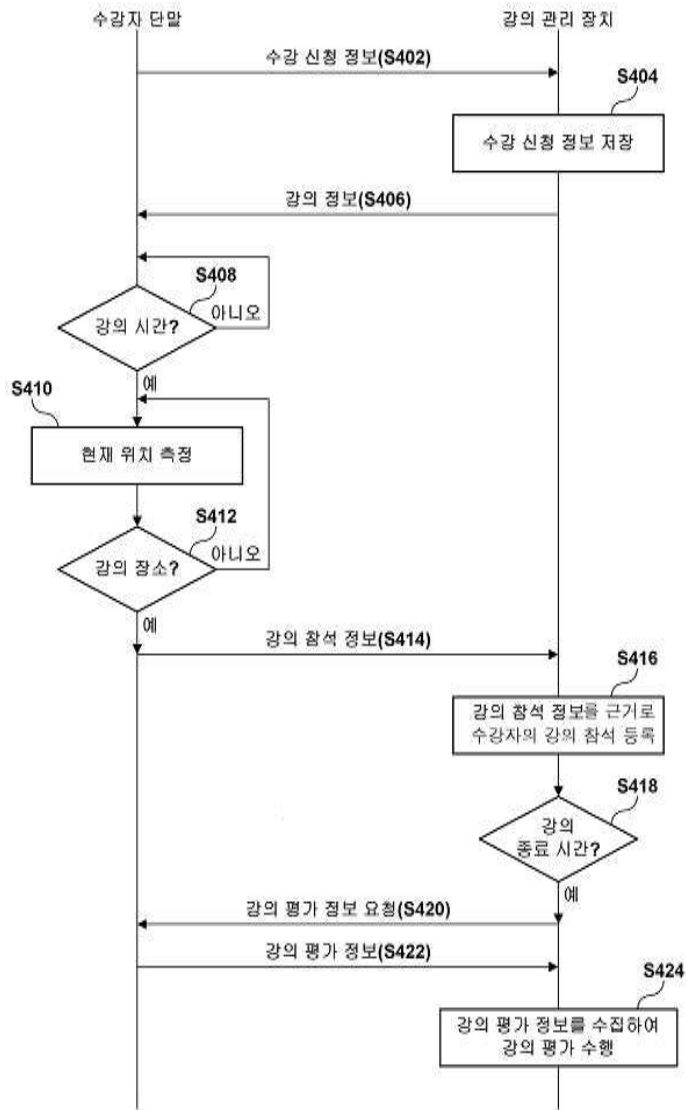 수강자 단말
강의 관리 장치
수강 신청 정보(S402)
S404
수강 신청 정보 저장
강의 정보(S406)
S408
강의 시간?
아니오
예
S410
현재 위치 측정
S412
강의 장소?
아니오
예
강의 참석 정보(S414)
S416
강의 참석 정보를 근거로
수강자의 강의 참석 등록
S418
강의
종료 시간?
예
강의 평가 정보 요청(S420)
강의 평가 정보(S422)
S424
강의 평가 정보를 수집하여
강의 평가 수행